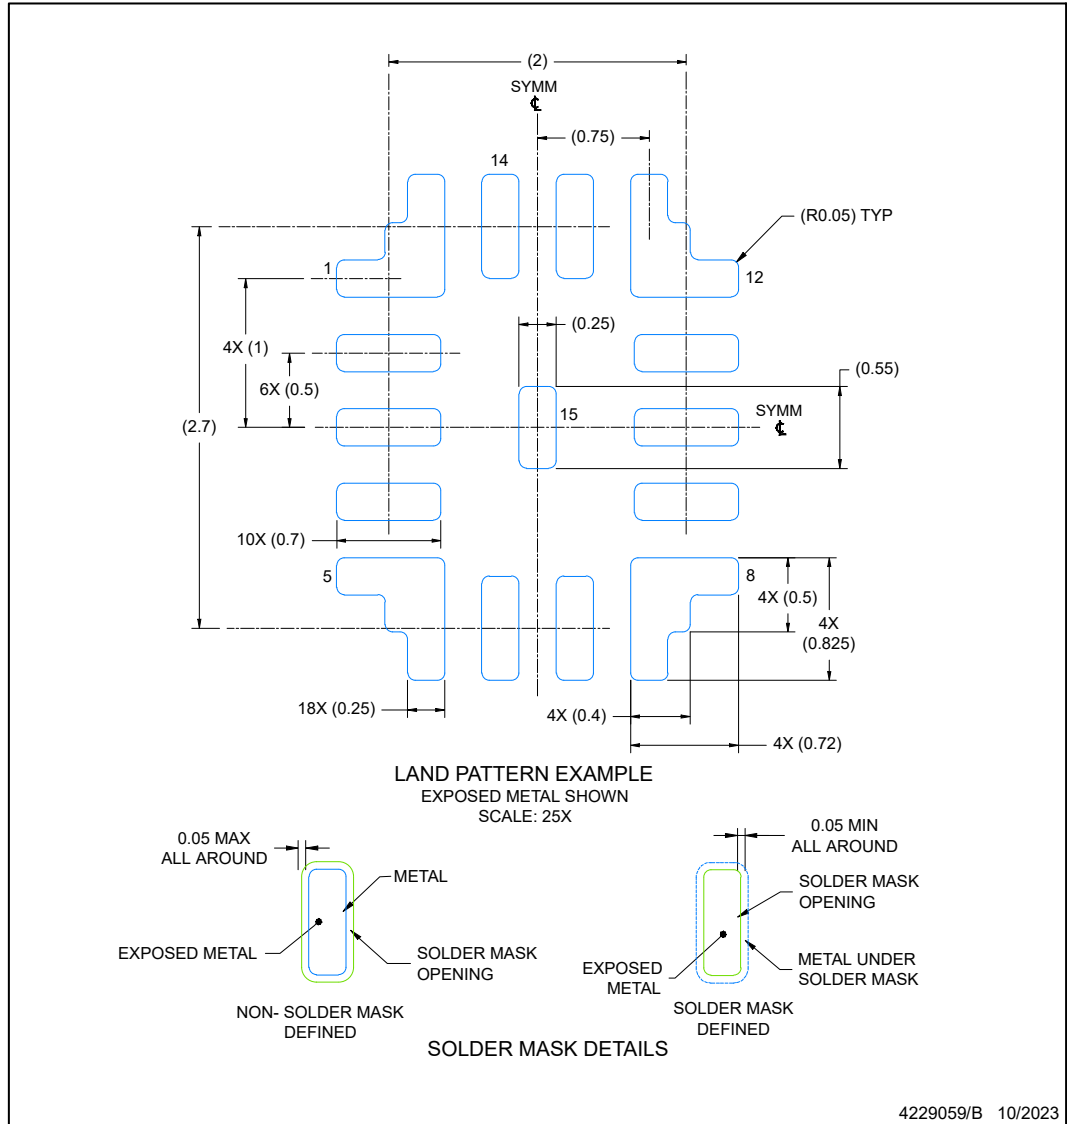 (2)
SYMM
℄
(0.75)
14
(R0.05) TYP
1
12
(0.25)
4X (1)
(0.55)
6X (0.5)
15
SYMM
℄
(2.7)
10X (0.7)
5
8
4X (0.5)
4X
(0.825)
18X (0.25)
4X (0.4)
4X (0.72)
LAND PATTERN EXAMPLE
EXPOSED METAL SHOWN
SCALE: 25X
0.05 MAX
ALL AROUND
METAL
EXPOSED METAL
SOLDER MASK
OPENING
NON- SOLDER MASK
DEFINED
0.05 MIN
ALL AROUND
SOLDER MASK
OPENING
EXPOSED
METAL
METAL UNDER
SOLDER MASK
SOLDER MASK
DEFINED
SOLDER MASK DETAILS
4229059/B 10/2023